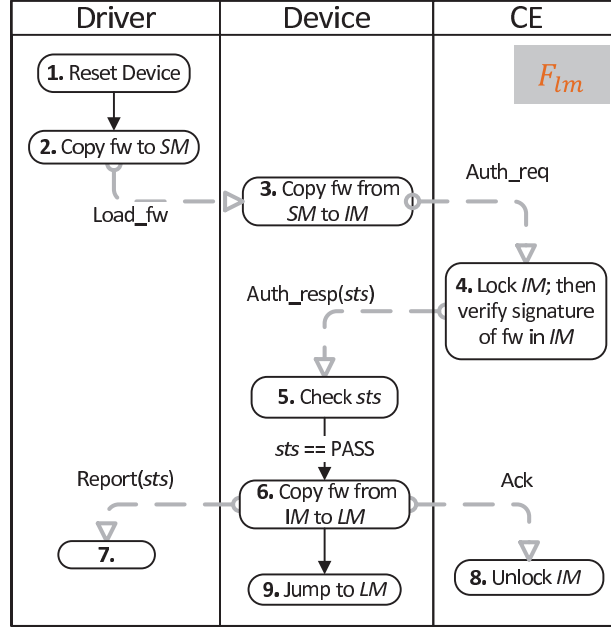 Driver
Device
CE
F_lm
1. Reset Device
2. Copy fw to SM
Load_fw
3. Copy fw from
SM to IM
Auth_req
4. Lock IM; then
verify signature
of fw in IM
Auth_resp(sts)
5. Check sts
sts == PASS
6. Copy fw from
IM to LM
Report(sts)
Ack
7.
8. Unlock IM
9. Jump to LM